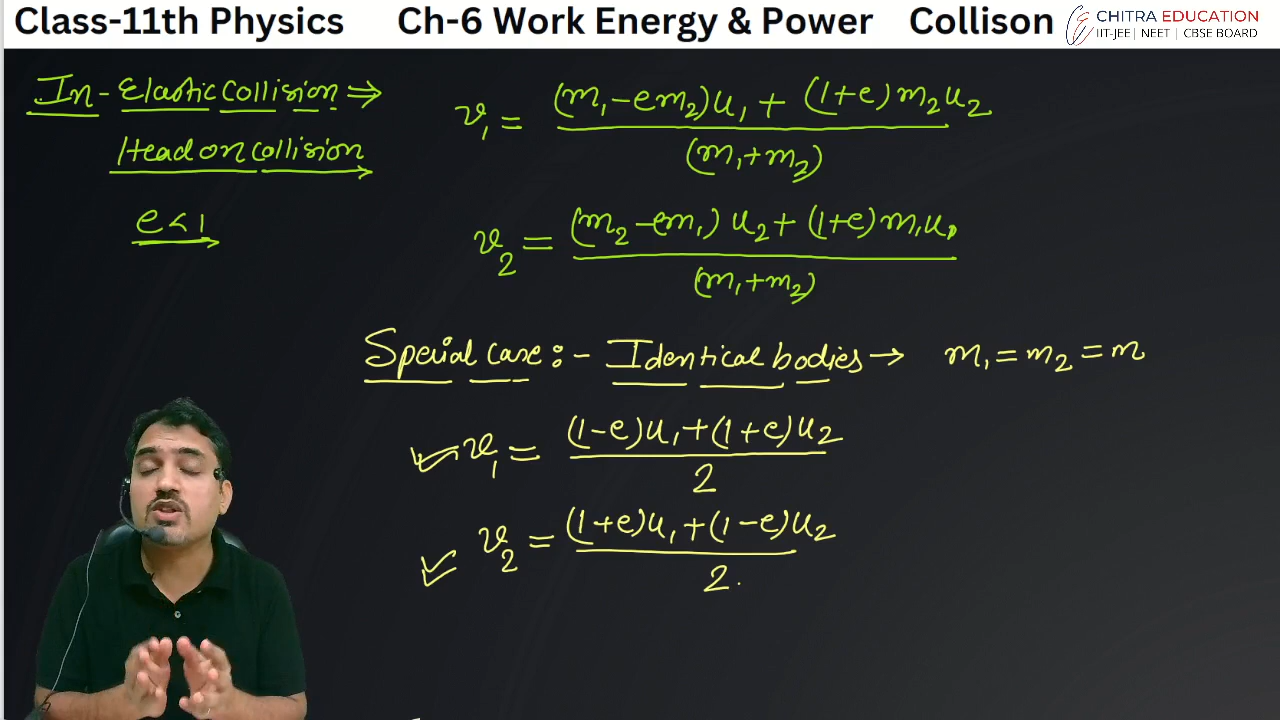 Class-11th Physics Ch-6 Work Energy & Power Collison
CHITRA EDUCATION
IIT-JEE | NEET | CBSE BOARD
In-Elastic Collision ⇒
Head on Collision
e<1
v₁ = (m₁-em₂)u₁ + (1+e)m₂u₂ / (m₁+m₂)
v₂ = (m₂-em₁)u₂ + (1+e)m₁u₁ / (m₁+m₂)
Special case:- Identical bodies → m₁ = m₂ = m
v₁ = (1-e)u₁+(1+e)u₂ / 2
v₂ = (1+e)u₁+(1-e)u₂ / 2.